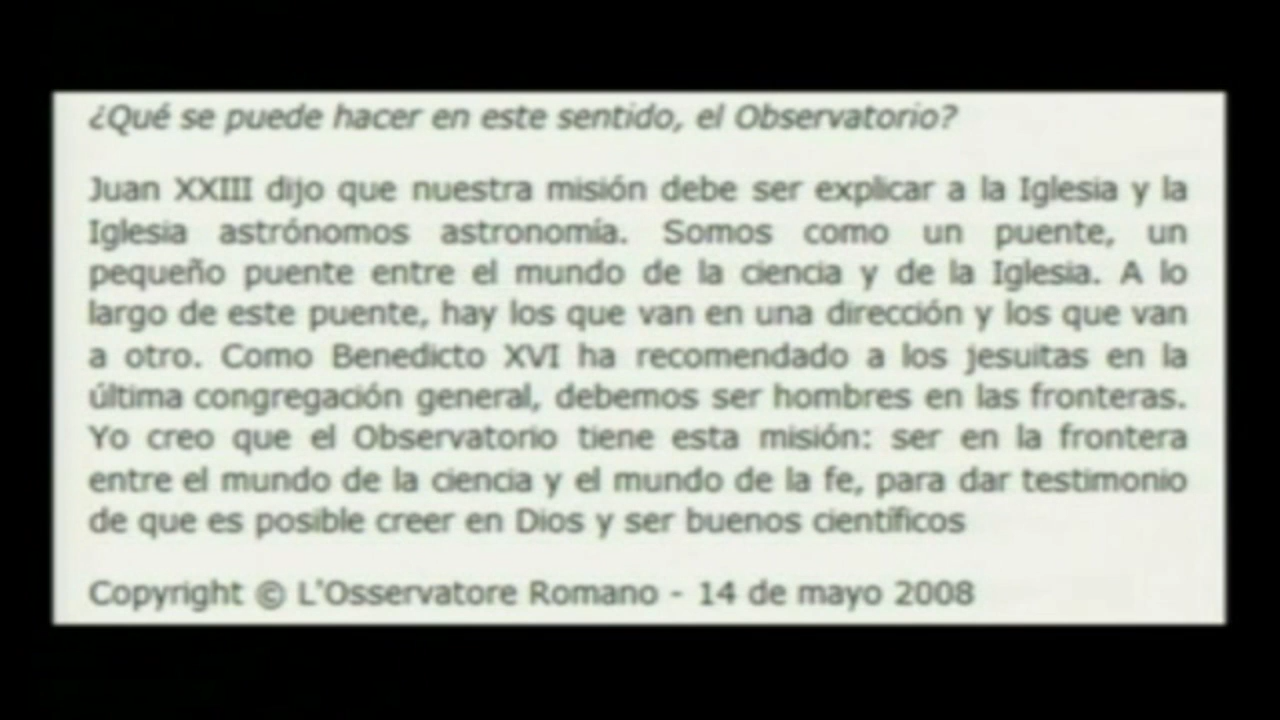 ¿Qué se puede hacer en este sentido, el Observatorio?
Juan XXIII dijo que nuestra misión debe ser explicar a la Iglesia y la
Iglesia astrónomos astronomía. Somos como un puente, un
pequeño puente entre el mundo de la ciencia y de la Iglesia. A lo
largo de este puente, hay los que van en una dirección y los que van
a otro. Como Benedicto XVI ha recomendado a los jesuitas en la
última congregación general, debemos ser hombres en las fronteras.
Yo creo que el Observatorio tiene esta misión: ser en la frontera
entre el mundo de la ciencia y el mundo de la fe, para dar testimonio
de que es posible creer en Dios y ser buenos científicos
Copyright © L'Osservatore Romano - 14 de mayo 2008